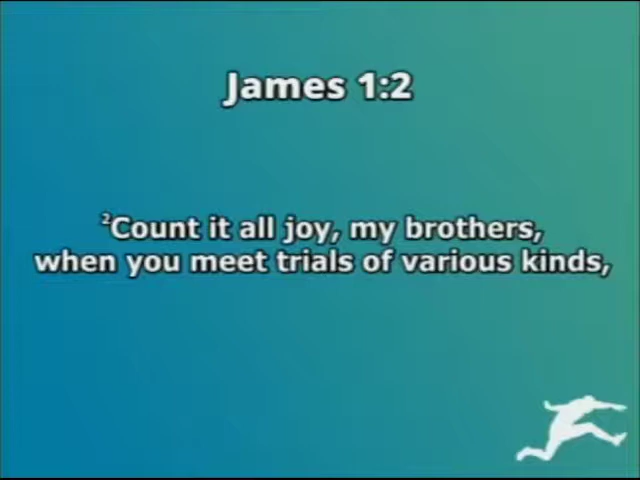 James 1:2
²Count it all joy, my brothers,
when you meet trials of various kinds,